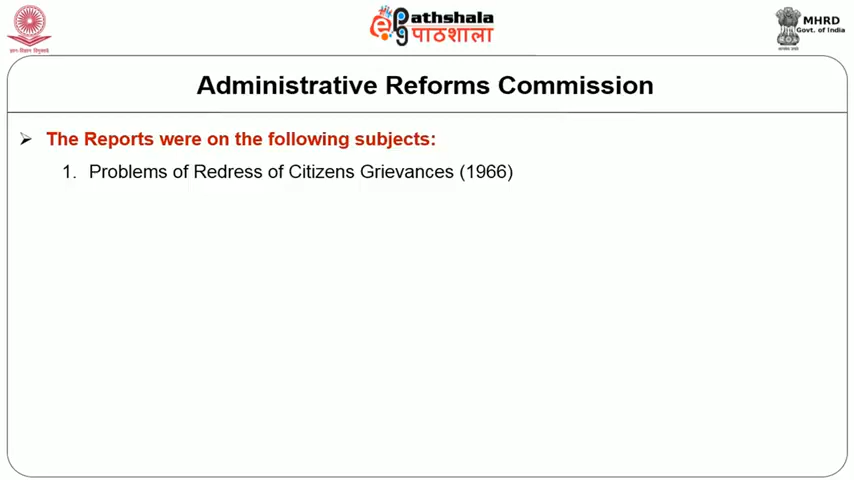 Pathshala
पाठशाला
MHRD
Govt. of India
Administrative Reforms Commission
The Reports were on the following subjects:
1. Problems of Redress of Citizens Grievances (1966)